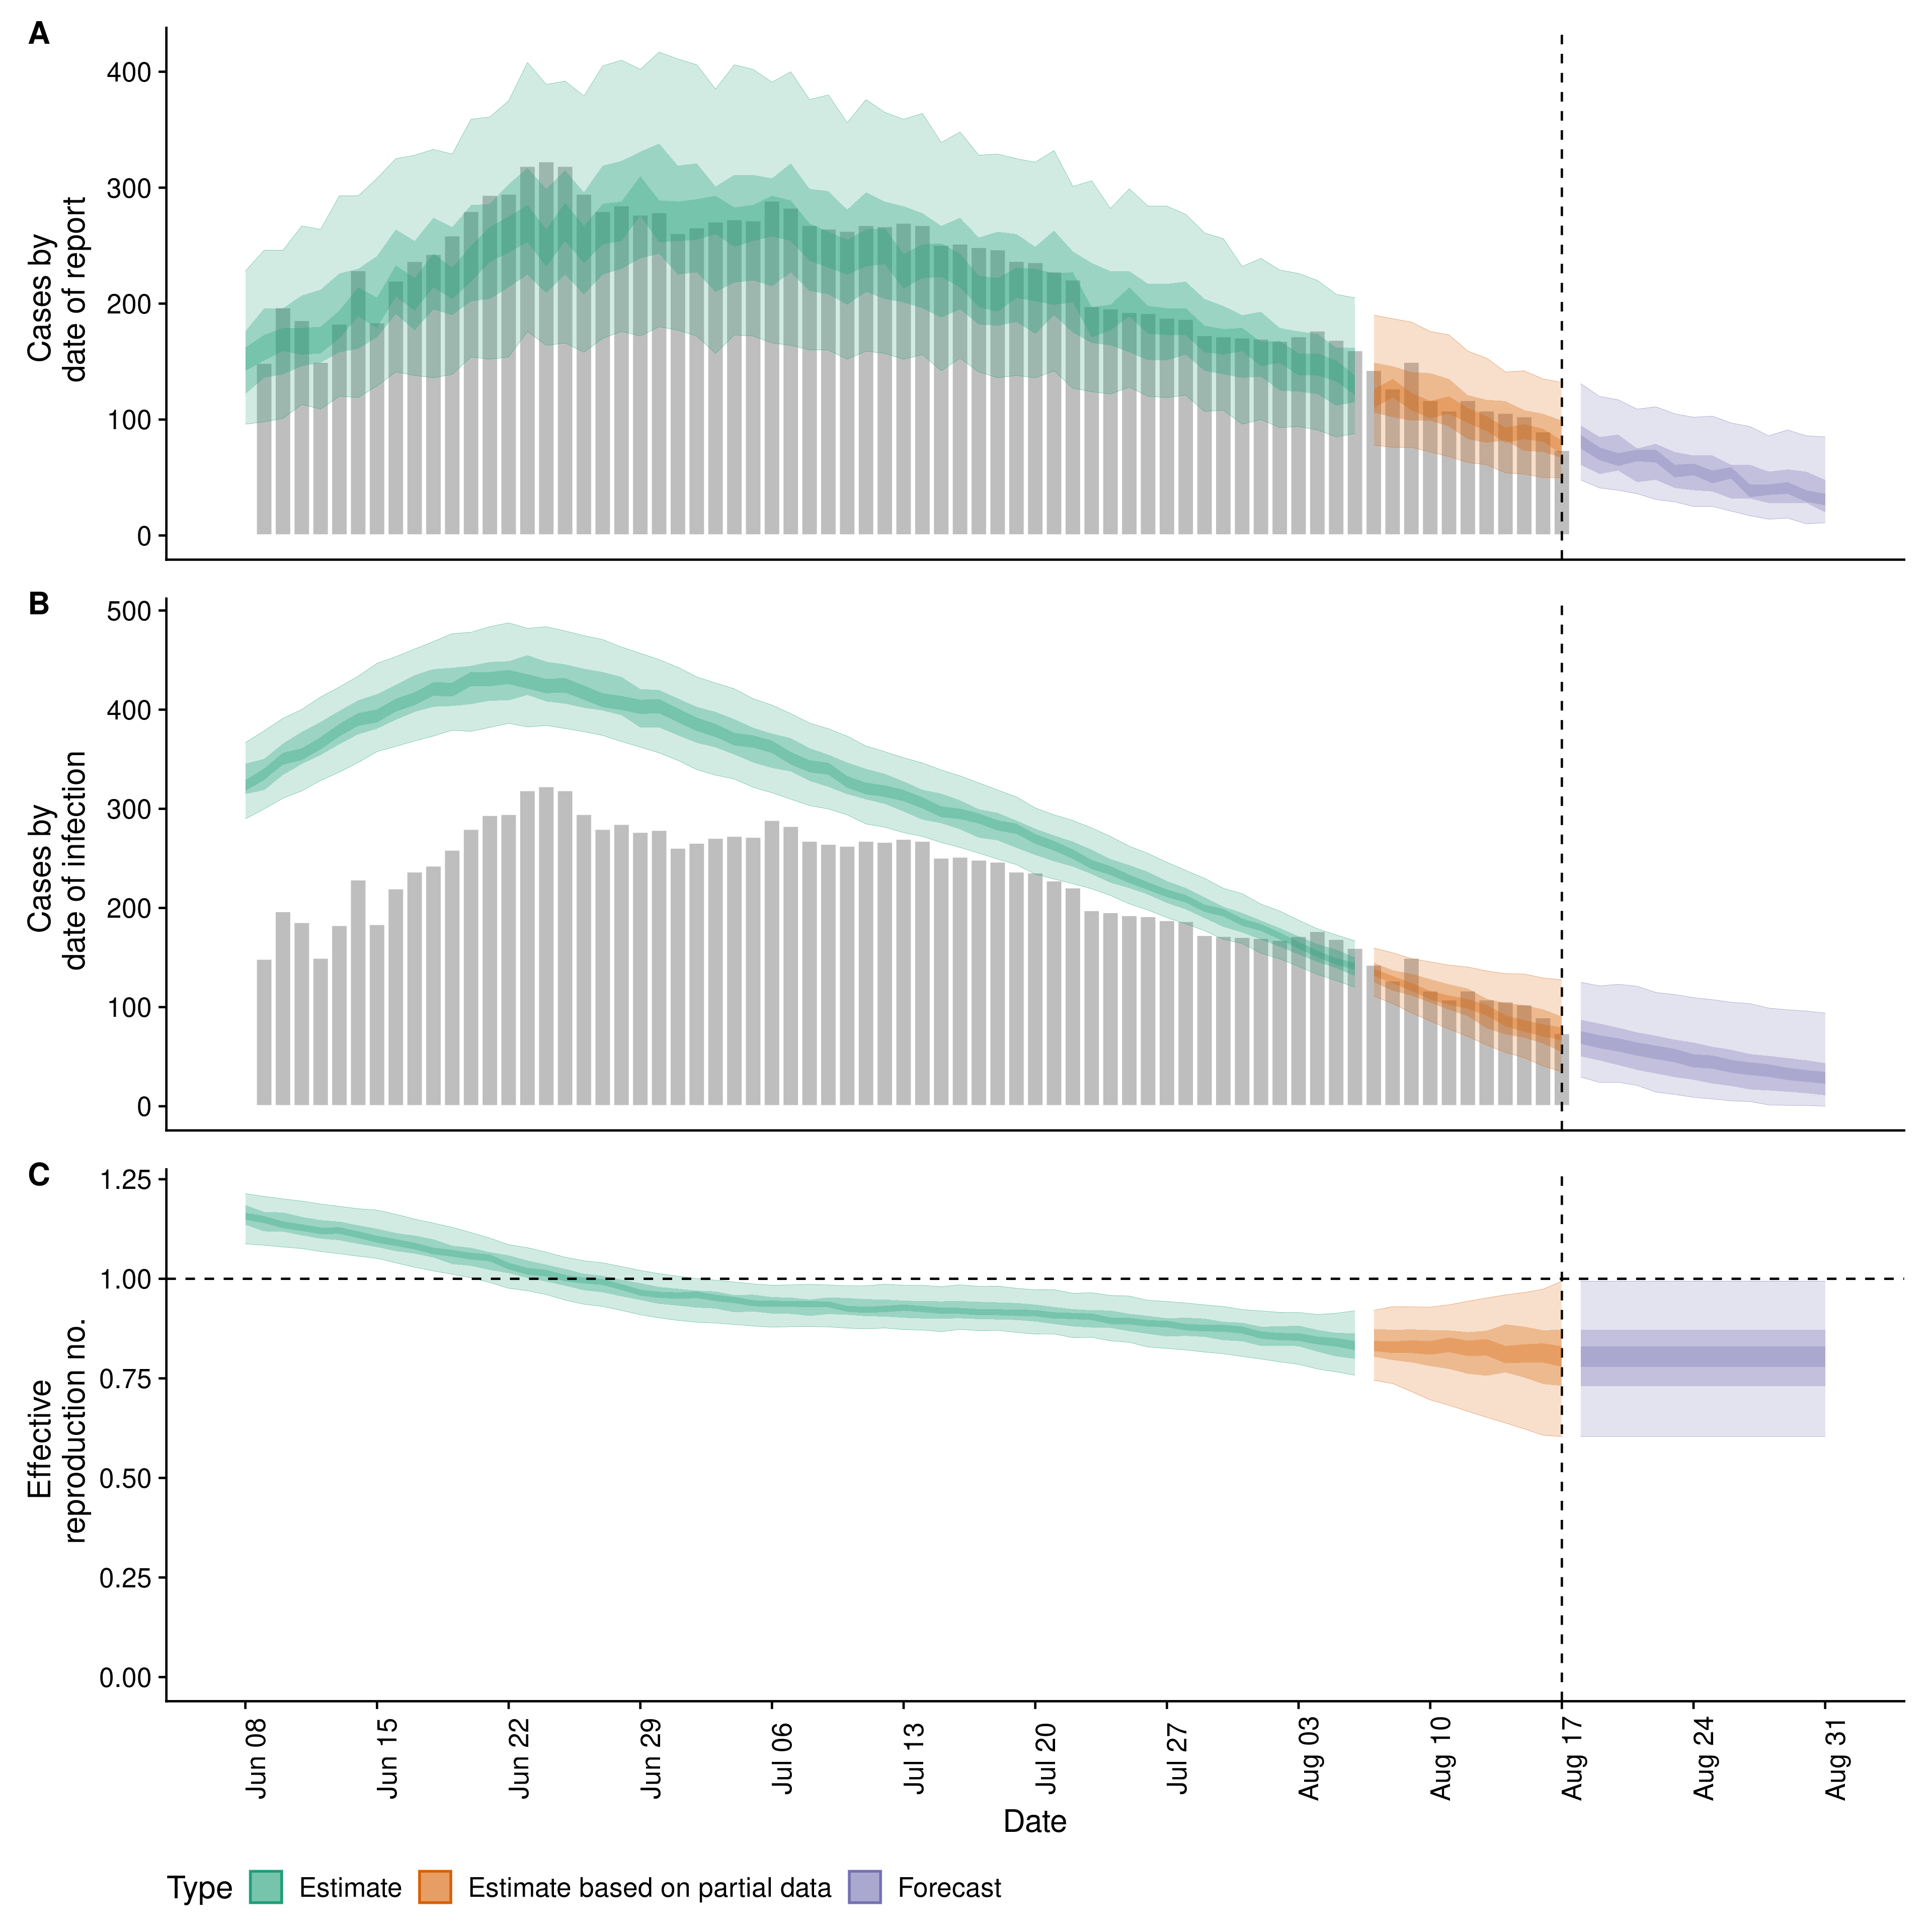 A
400
300
200
100
0
Cases by
date of report
B
500
400
300
200
100
0
Cases by
date of infection
C
1.25
1.00
0.75
0.50
0.25
0.00
Effective
reproduction no.
Jun 08
Jun 15
Jun 22
Jun 29
Jul 06
Jul 13
Jul 20
Jul 27
Aug 03
Aug 10
Aug 17
Aug 24
Aug 31
Date
Type Estimate Estimate based on partial data Forecast